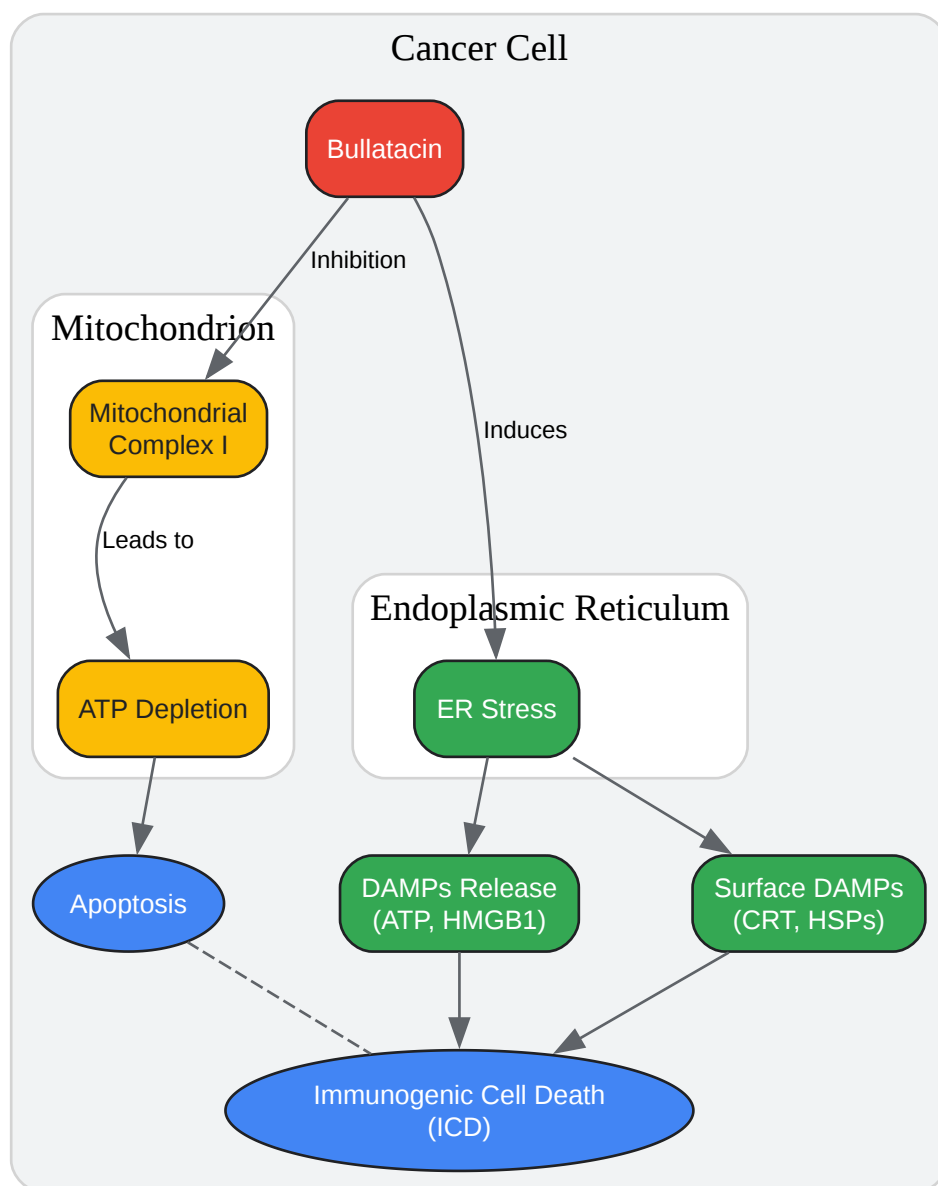 Cancer Cell
Bullatacin
Inhibition
Mitochondrion
Mitochondrial
Complex I
Induces
Leads to
Endoplasmic Reticulum
ATP Depletion
ER Stress
Apoptosis
DAMPs Release
(ATP, HMGB1)
Surface DAMPs
(CRT, HSPs)
Immunogenic Cell Death
(ICD)